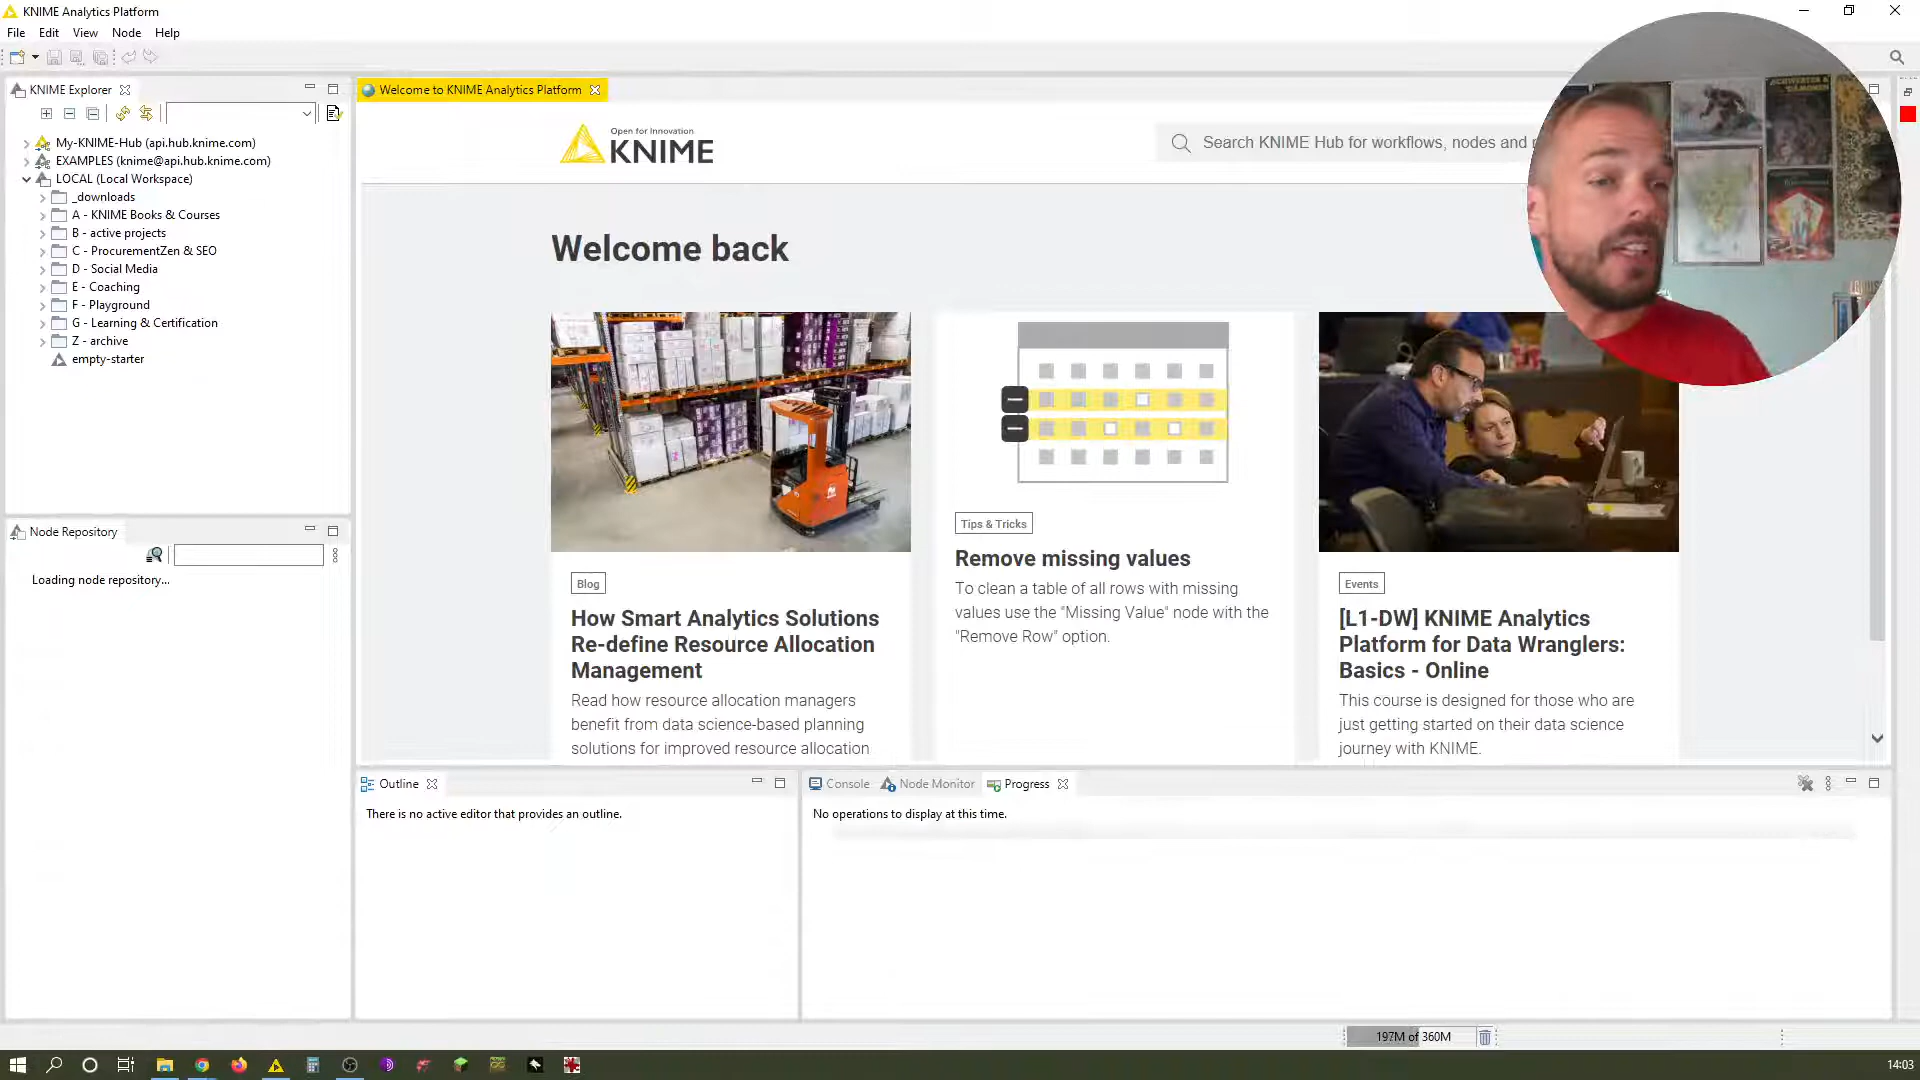 KNIME Analytics Platform
File Edit View Node Help
KNIME Explorer
My-KNIME-Hub (api.hub.knime.com)
EXAMPLES (knime@api.hub.knime.com)
LOCAL (Local Workspace)
_downloads
A - KNIME Books & Courses
B - active projects
C - ProcurementZen & SEO
D - Social Media
E - Coaching
F - Playground
G - Learning & Certification
Z - archive
empty-starter
Node Repository
Loading node repository...
Welcome to KNIME Analytics Platform
Open for Innovation
KNIME
Search KNIME Hub for workflows, nodes and
Welcome back
Blog
How Smart Analytics Solutions
Re-define Resource Allocation
Management
Read how resource allocation managers
benefit from data science-based planning
solutions for improved resource allocation
Tips & Tricks
Remove missing values
To clean a table of all rows with missing
values use the "Missing Value" node with the
"Remove Row" option.
Events
[L1-DW] KNIME Analytics
Platform for Data Wranglers:
Basics - Online
This course is designed for those who are
just getting started on their data science
journey with KNIME.
Outline
There is no active editor that provides an outline.
Console Node Monitor Progress
No operations to display at this time.
197M of 360M
14:03